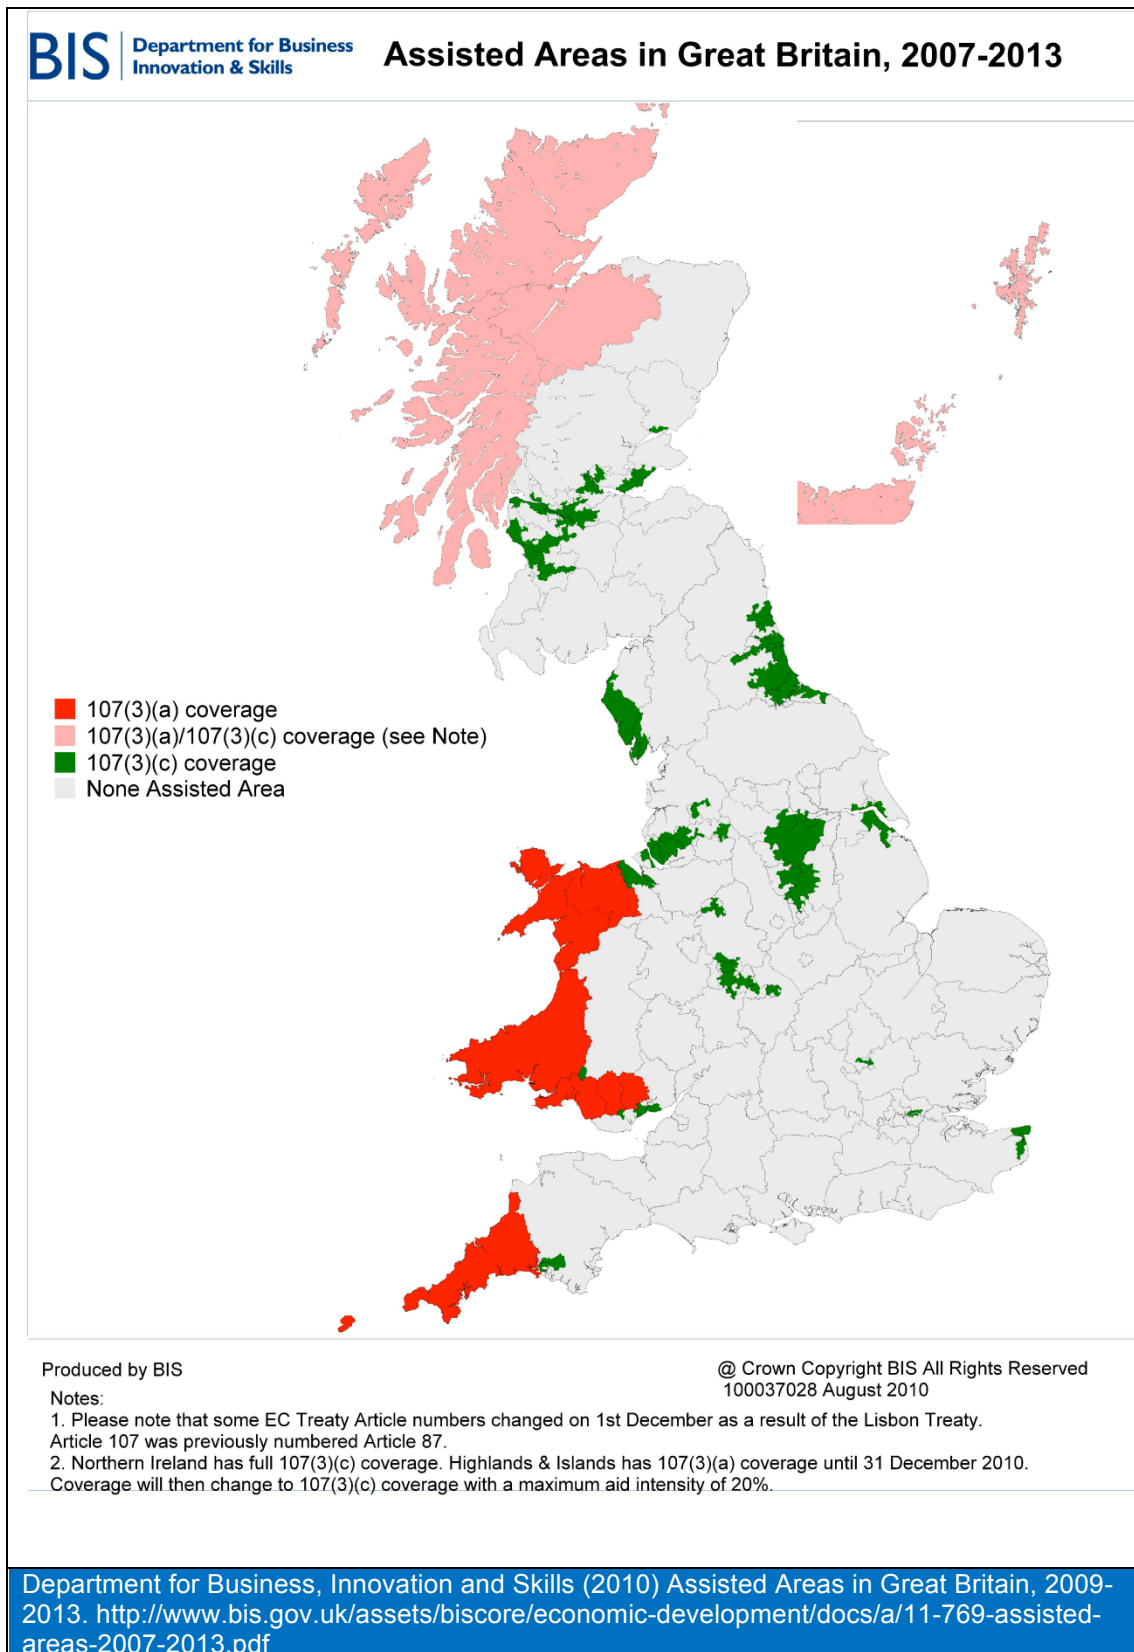 BIS
Department for Business
Innovation & Skills
Assisted Areas in Great Britain, 2007-2013
107(3)(a) coverage
107(3)(a)/107(3)(c) coverage (see Note)
107(3)(c) coverage
None Assisted Area
Produced by BIS
@ Crown Copyright BIS All Rights Reserved
100037028 August 2010
Notes:
1. Please note that some EC Treaty Article numbers changed on 1st December as a result of the Lisbon Treaty.
Article 107 was previously numbered Article 87.
2. Northern Ireland has full 107(3)(c) coverage. Highlands & Islands has 107(3)(a) coverage until 31 December 2010.
Coverage will then change to 107(3)(c) coverage with a maximum aid intensity of 20%.
Department for Business, Innovation and Skills (2010) Assisted Areas in Great Britain, 2009-
2013. http://www.bis.gov.uk/assets/biscore/economic-development/docs/a/11-769-assisted-
areas-2007-2013.pdf